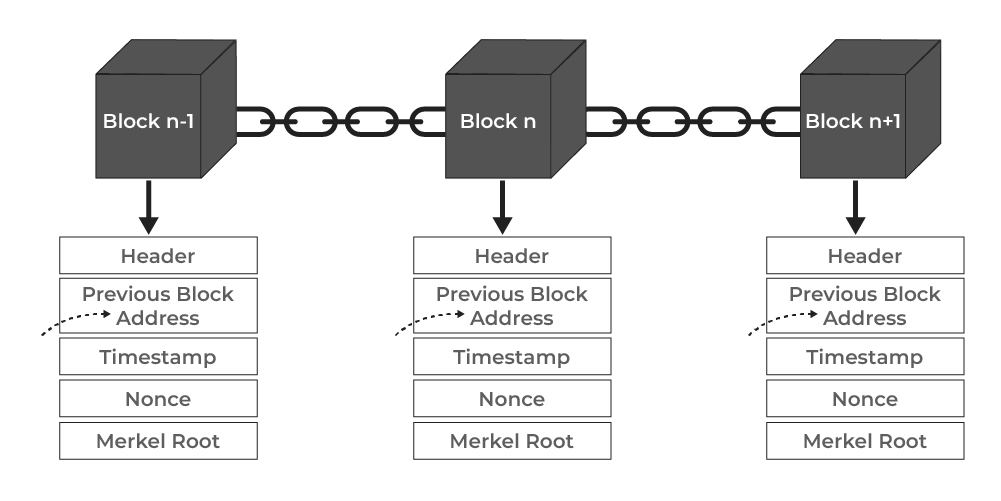 Block n-1
Block n
Block n+1
Header
Previous Block
Address
Timestamp
Nonce
Merkel Root
Header
Previous Block
Address
Timestamp
Nonce
Merkel Root
Header
Previous Block
Address
Timestamp
Nonce
Merkel Root